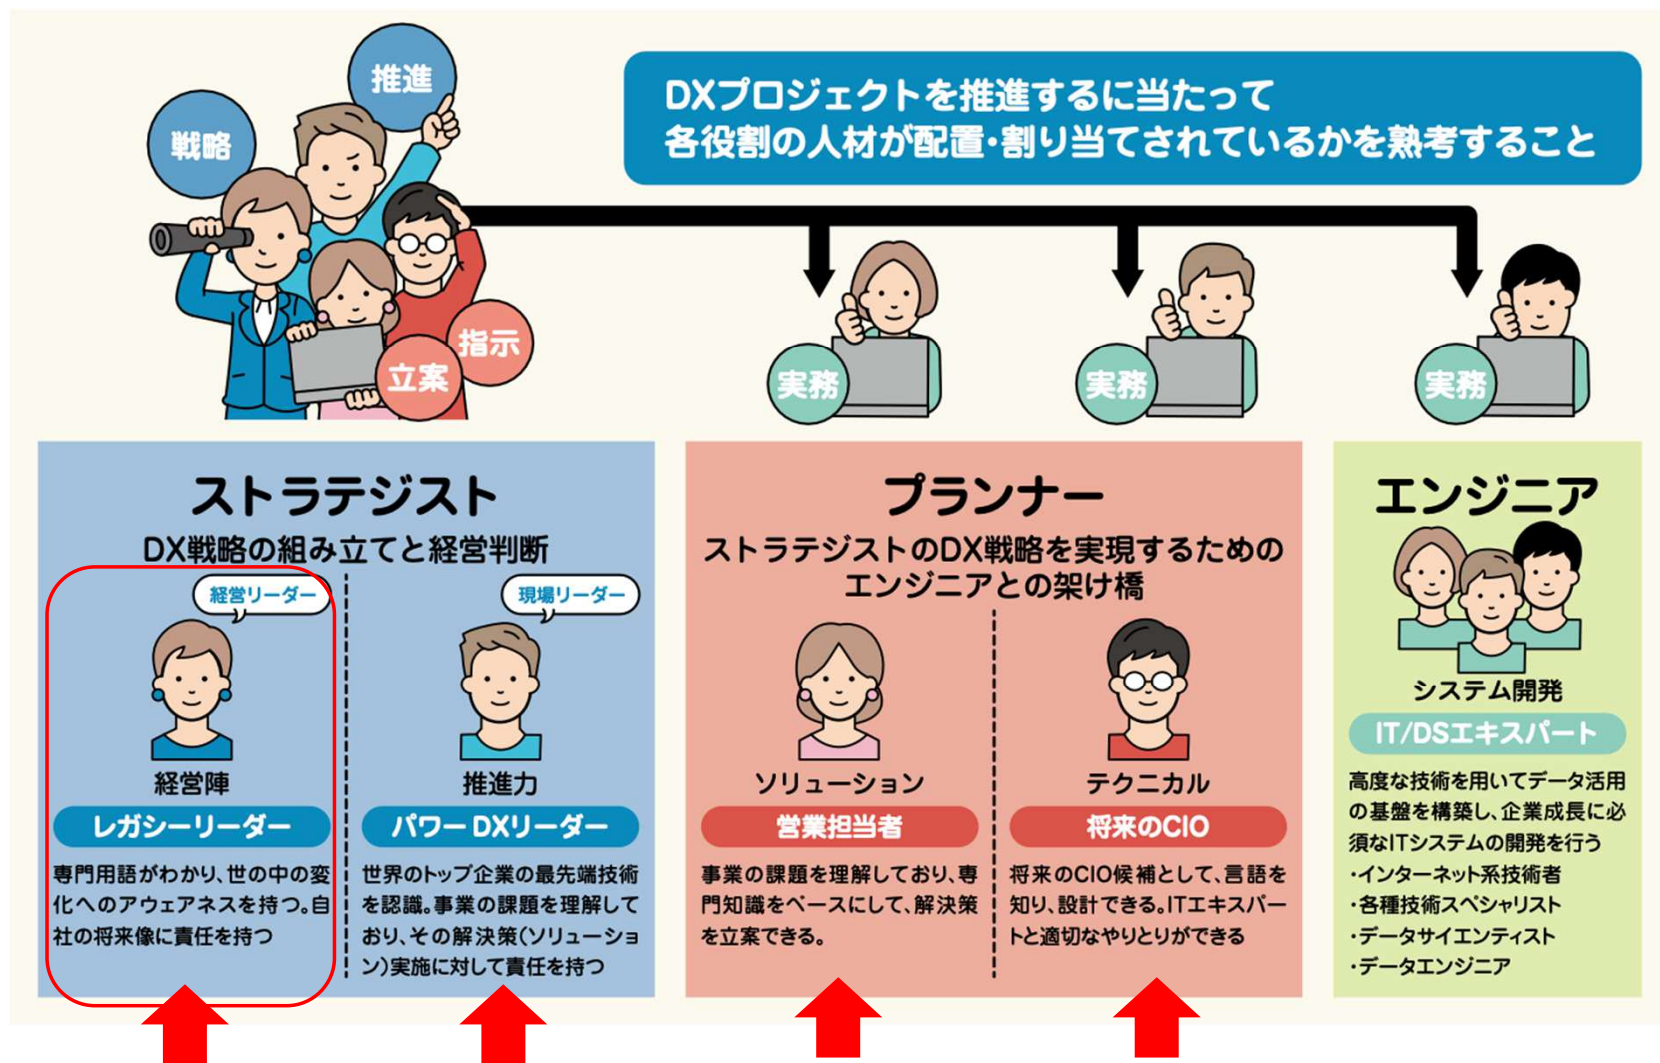 推進
戦略
DXプロジェクトを推進するに当たって
各役割の人材が配置・割り当てされているかを熟考すること
指示
立案
実務
実務
実務
ストラテジスト
DX戦略の組み立てと経営判断
経営リーダー
経営陣
レガシーリーダー
専門用語がわかり、世の中の変
化へのアウェアネスを持つ。自
社の将来像に責任を持つ
現場リーダー
推進力
パワーDXリーダー
世界のトップ企業の最先端技術
を認識。事業の課題を理解して
おり、その解決策(ソリューショ
ン)実施に対して責任を持つ
プランナー
ストラテジストのDX戦略を実現するための
エンジニアとの架け橋
ソリューション
営業担当者
事業の課題を理解しており、専
門知識をベースにして、解決策
を立案できる。
テクニカル
将来のCIO
将来のCIO候補として、言語を
知り、設計できる。ITエキスパー
トと適切なやりとりができる
エンジニア
システム開発
IT/DSエキスパート
高度な技術を用いてデータ活用
の基盤を構築し、企業成長に必
須なITシステムの開発を行う
・インターネット系技術者
・各種技術スペシャリスト
・データサイエンティスト
・データエンジニア